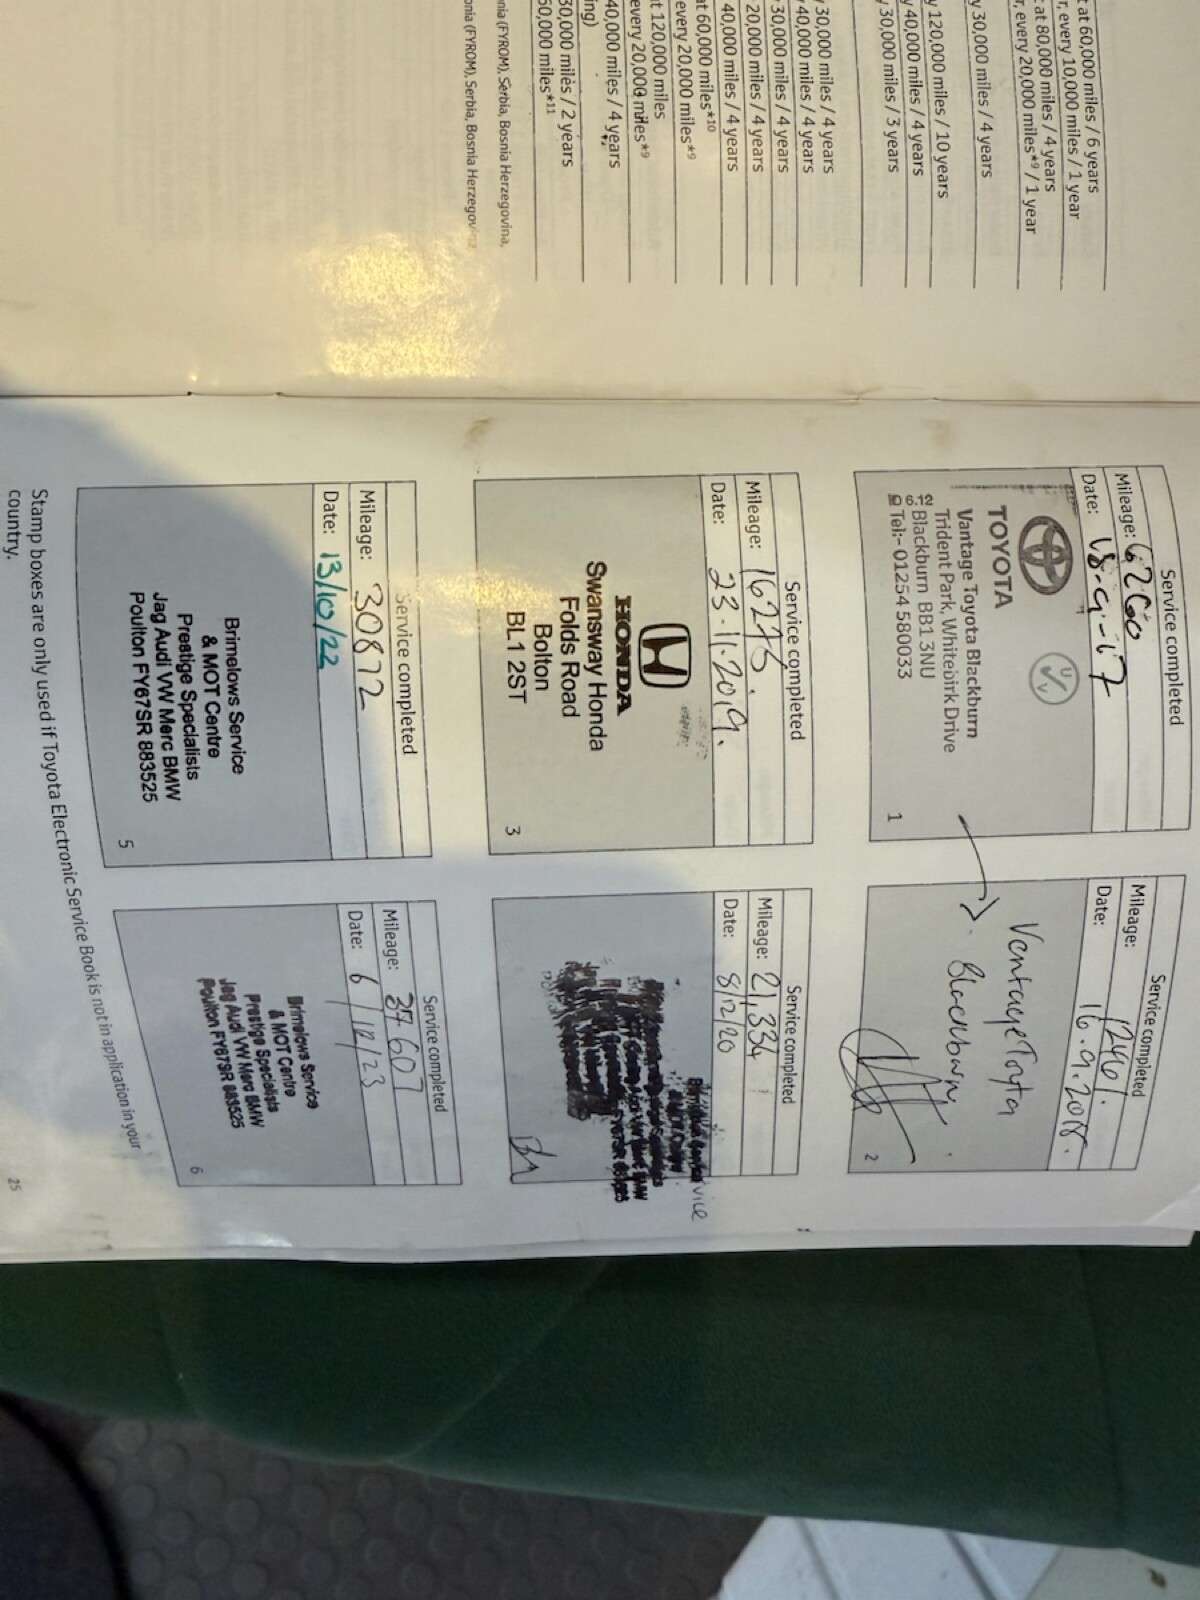 t at 60,000 miles / 6 years
r, every 10,000 miles / 1 year
t at 80,000 miles / 4 years
r, every 20,000 miles*9 / 1 year
y 30,000 miles / 4 years
y 120,000 miles / 10 years
y 40,000 miles / 4 years
y 30,000 miles / 3 years
y 30,000 miles / 4 years
y 40,000 miles / 4 years
30,000 miles / 4 years
20,000 miles / 4 years
40,000 miles / 4 years
at 60,000 miles*10
every 20,000 miles*9
t 120,000 miles
every 20,000 miles*9
40,000 miles / 4 years
ing)
30,000 miles / 2 years
60,000 miles*11
onia (FYROM), Serbia, Bosnia Herzegovina,
onia (FYROM), Serbia, Bosnia Herzegovina
Service completed
Mileage: 6260
Date: 18-9-17
TOYOTA
Vantage Toyota Blackburn
Trident Park, Whitebirk Drive
Blackburn BB1 3NU
Tel:- 01254 580033
1
Service completed
Mileage: 12461.
Date: 16.9.2018.
Vantage Toyota
Blackburn.
2
Service completed
Mileage: 16276.
Date: 23.11.2019.
HONDA
Swansway Honda
Folds Road
Bolton
BL1 2ST
3
Service completed
Mileage: 21,334
Date: 8/12/20
Service completed
Mileage: 30872
Date: 13/10/22
Brimelows Service
& MOT Centre
Prestige Specialists
Jag Audi VW Merc BMW
Poulton FY67SR 883525
5
Service completed
Mileage: 37607
Date: 6/12/23
Brimelows Service
& MOT Centre
Prestige Specialists
Jag Audi VW Merc BMW
Poulton FY67SR 883525
6
Stamp boxes are only used if Toyota Electronic Service Book is not in application in your
country.
25